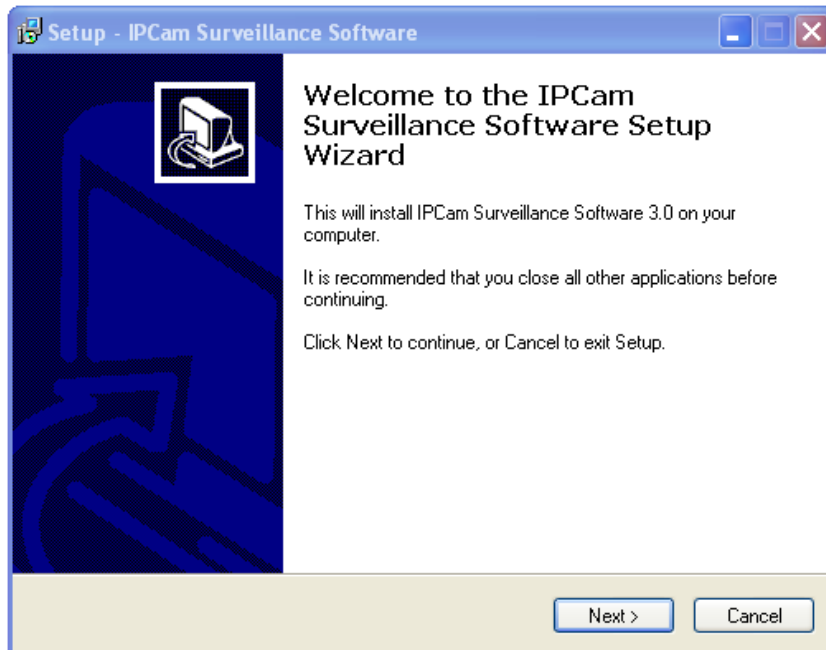 Setup - IPCam Surveillance Software
Welcome to the IPCam
Surveillance Software Setup
Wizard
This will install IPCam Surveillance Software 3.0 on your
computer.
It is recommended that you close all other applications before
continuing.
Click Next to continue, or Cancel to exit Setup.
Next >
Cancel